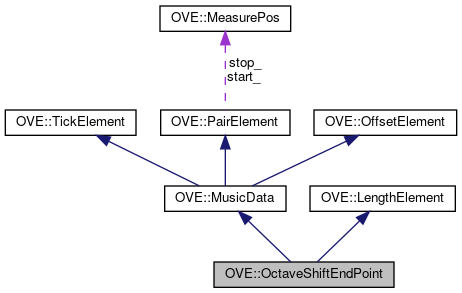 OVE::MeasurePos
stop_
start_
OVE::TickElement
OVE::PairElement
OVE::OffsetElement
OVE::MusicData
OVE::LengthElement
OVE::OctaveShiftEndPoint